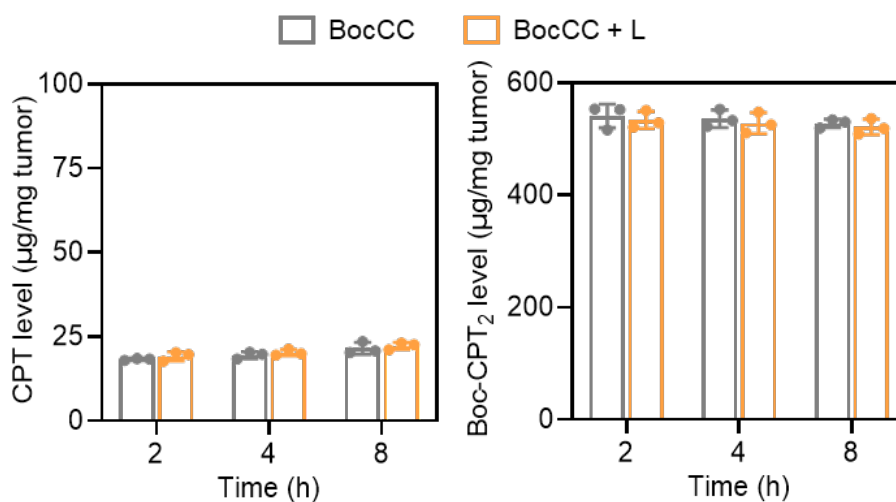 BocCC
BocCC + L
CPT level (µg/mg tumor)
100
75
50
25
0
2
4
8
Time (h)
Boc-CPT₂ level (µg/mg tumor)
600
400
200
0
2
4
8
Time (h)